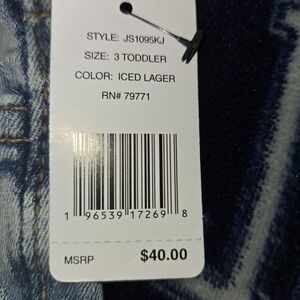 STYLE: JS1095KJ
SIZE: 3 TODDLER
COLOR: ICED LAGER
RN# 79771
1 96539 17269 8
MSRP $40.00